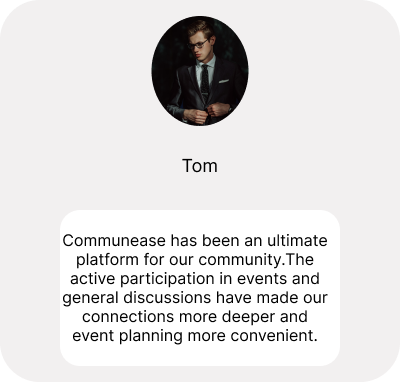 Tom
Communease has been an ultimate
platform for our community.The
active participation in events and
general discussions have made our
connections more deeper and
event planning more convenient.